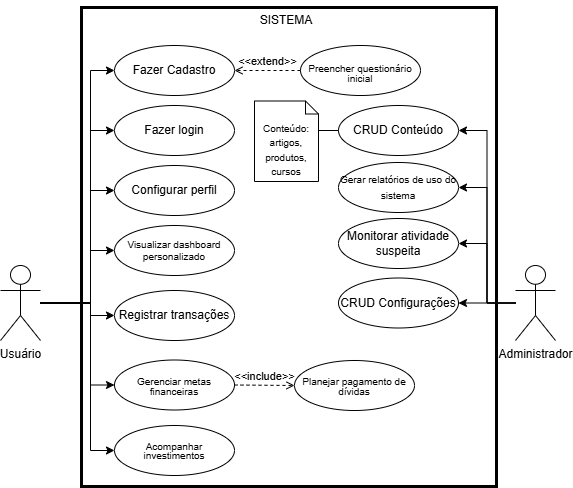 SISTEMA
Fazer Cadastro
<<extend>>
Preencher questionário
inicial
Fazer login
Conteúdo:
artigos,
produtos,
cursos
CRUD Conteúdo
Configurar perfil
Gerar relatórios de uso do
sistema
Visualizar dashboard
personalizado
Monitorar atividade
suspeita
Registrar transações
CRUD Configurações
Usuário
Administrador
Gerenciar metas
financeiras
<<include>>
Planejar pagamento de
dívidas
Acompanhar
investimentos